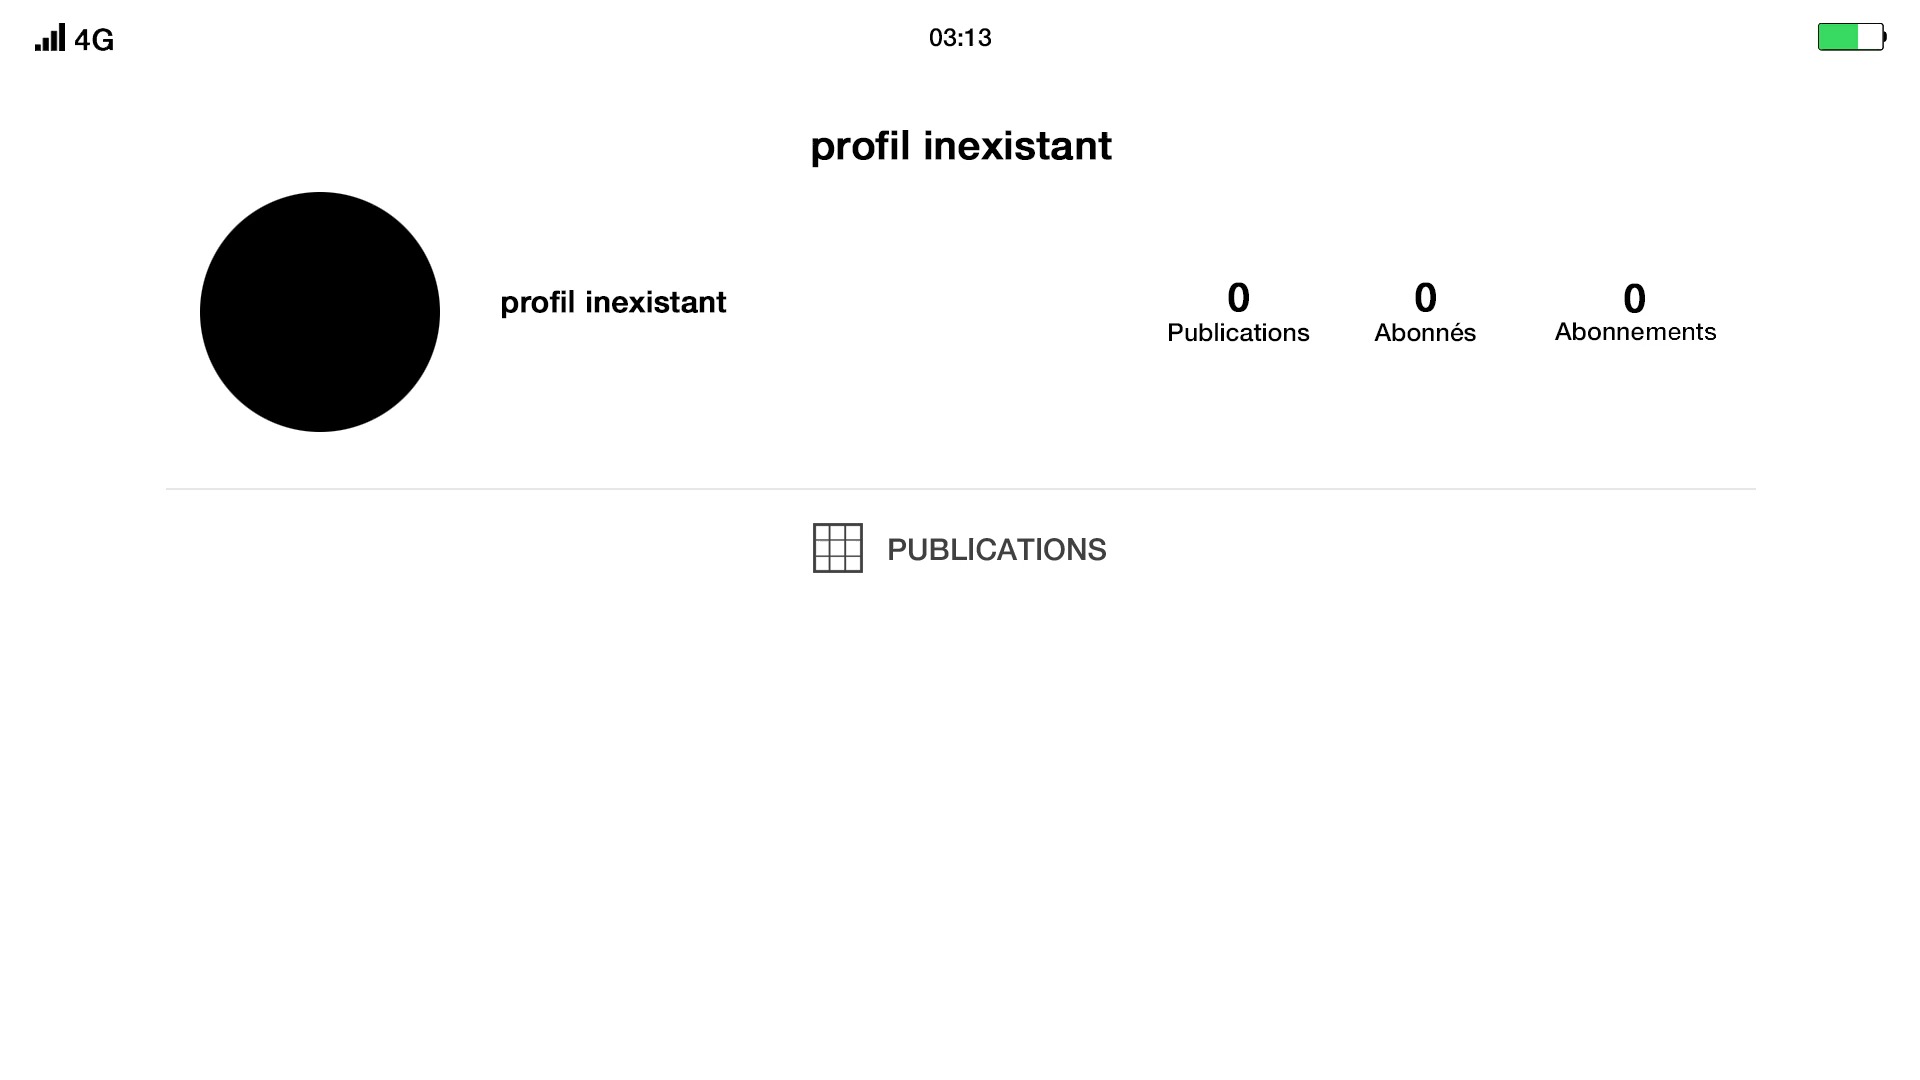 4G
03:13
profil inexistant
profil inexistant
0
Publications
0
Abonnés
0
Abonnements
PUBLICATIONS